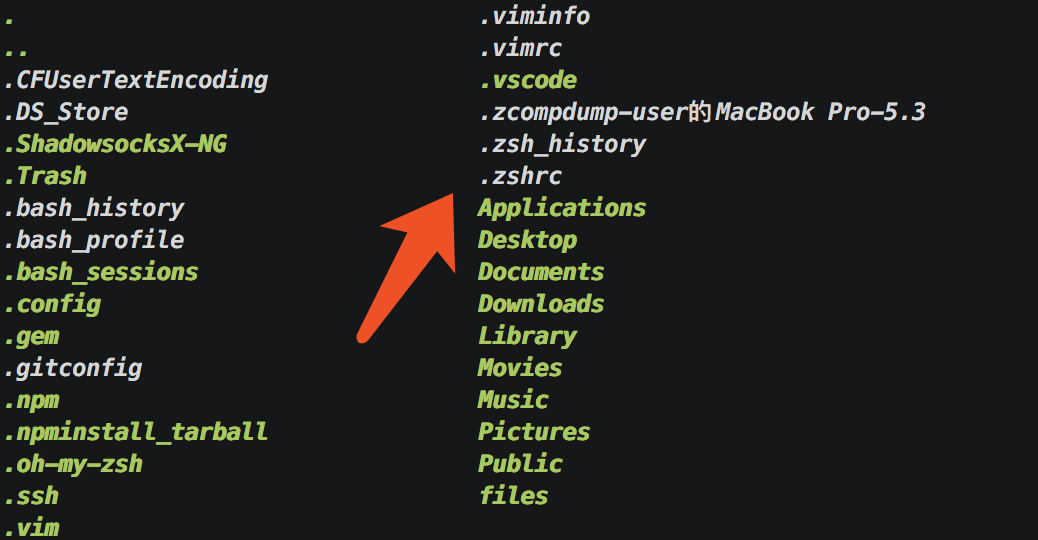 .
..
.CFUserTextEncoding
.DS_Store
.ShadowsocksX-NG
.Trash
.bash_history
.bash_profile
.bash_sessions
.config
.gem
.gitconfig
.npm
.npminstall_tarball
.oh-my-zsh
.ssh
.vim
.viminfo
.vimrc
.vscode
.zcompdump-user的MacBook Pro-5.3
.zsh_history
.zshrc
Applications
Desktop
Documents
Downloads
Library
Movies
Music
Pictures
Public
files